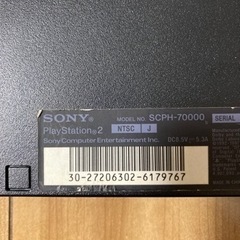 SONY MODEL NO. SCPH-70000 SERIAL
PlayStation®2 NTSC J
Sony Computer Entertainment Inc. DC8.5V 5.3A
30-27206302-6179767